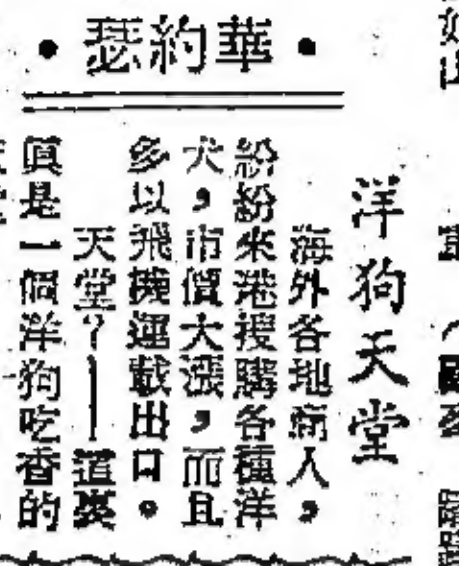 ·瑟約華·
洋狗天堂
海外各地商人，
紛紛來港搜購各種洋
犬，市價大漲，而且
多以飛機運載出口。
天堂？——這裏
眞是一個洋狗吃香的